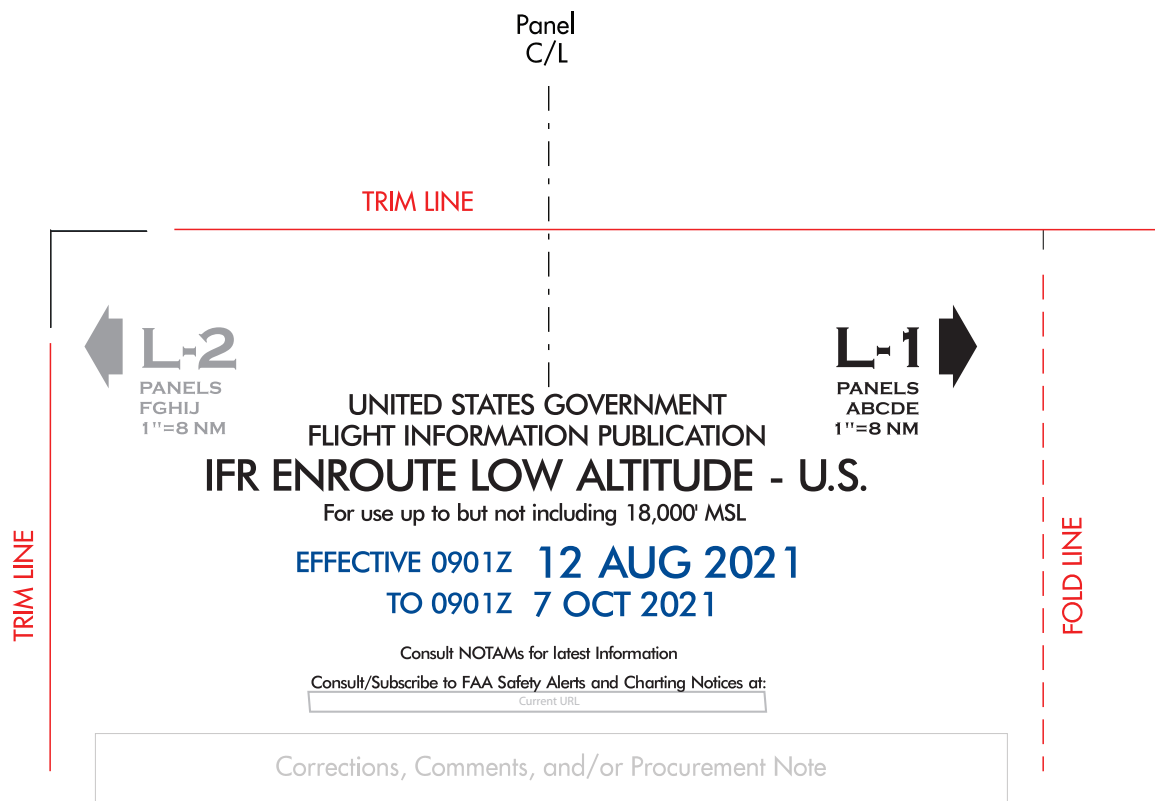 Panel
C/L
TRIM LINE
L-2
PANELS
FGHIJ
1"=8 NM
L-1
PANELS
ABCDE
1"=8 NM
UNITED STATES GOVERNMENT
FLIGHT INFORMATION PUBLICATION
IFR ENROUTE LOW ALTITUDE - U.S.
For use up to but not including 18,000' MSL
EFFECTIVE 0901Z 12 AUG 2021
TO 0901Z 7 OCT 2021
TRIM LINE
FOLD LINE
Consult NOTAMs for latest Information
Consult/Subscribe to FAA Safety Alerts and Charting Notices at:
Current URL
Corrections, Comments, and/or Procurement Note